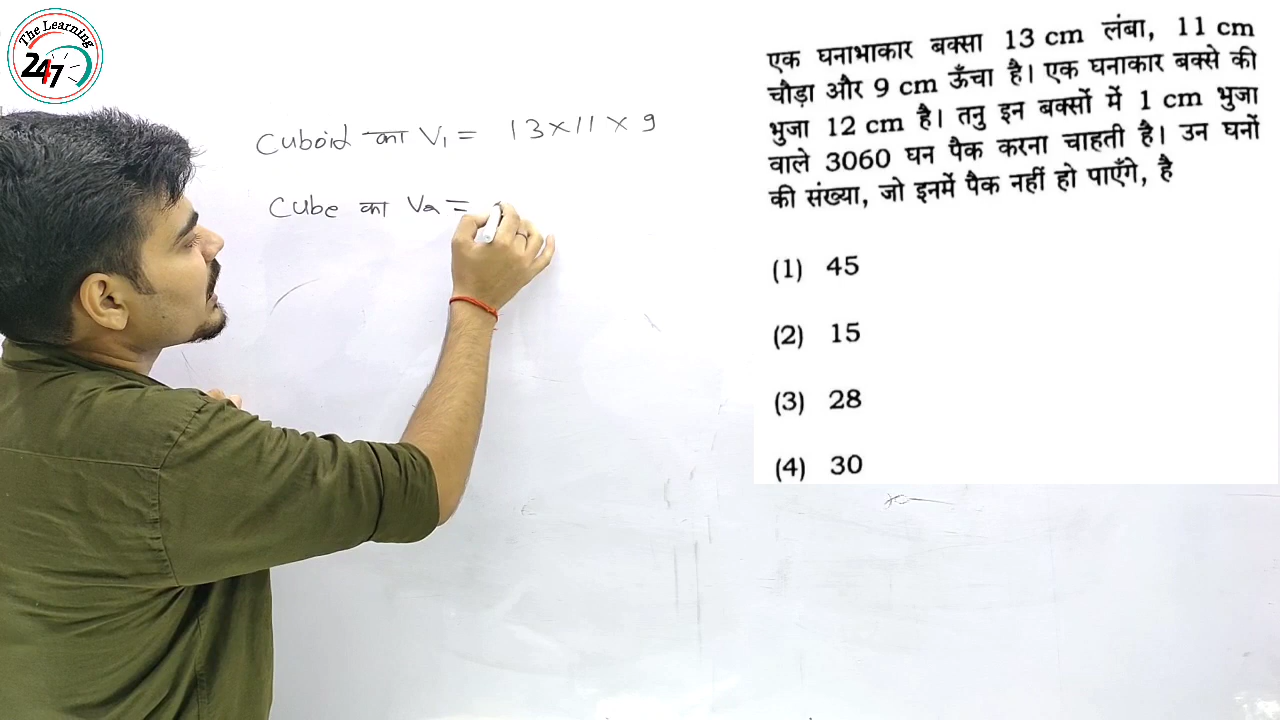 The Learning
247
Cuboid का V₁ = 13×11×9
Cube का V₂ =
एक घनाभाकार बक्सा 13 cm लंबा, 11 cm
चौड़ा और 9 cm ऊँचा है। एक घनाकार बक्से की
भुजा 12 cm है। तनु इन बक्सों में 1 cm भुजा
वाले 3060 घन पैक करना चाहती है। उन घनों
की संख्या, जो इनमें पैक नहीं हो पाएँगे, है
(1) 45
(2) 15
(3) 28
(4) 30